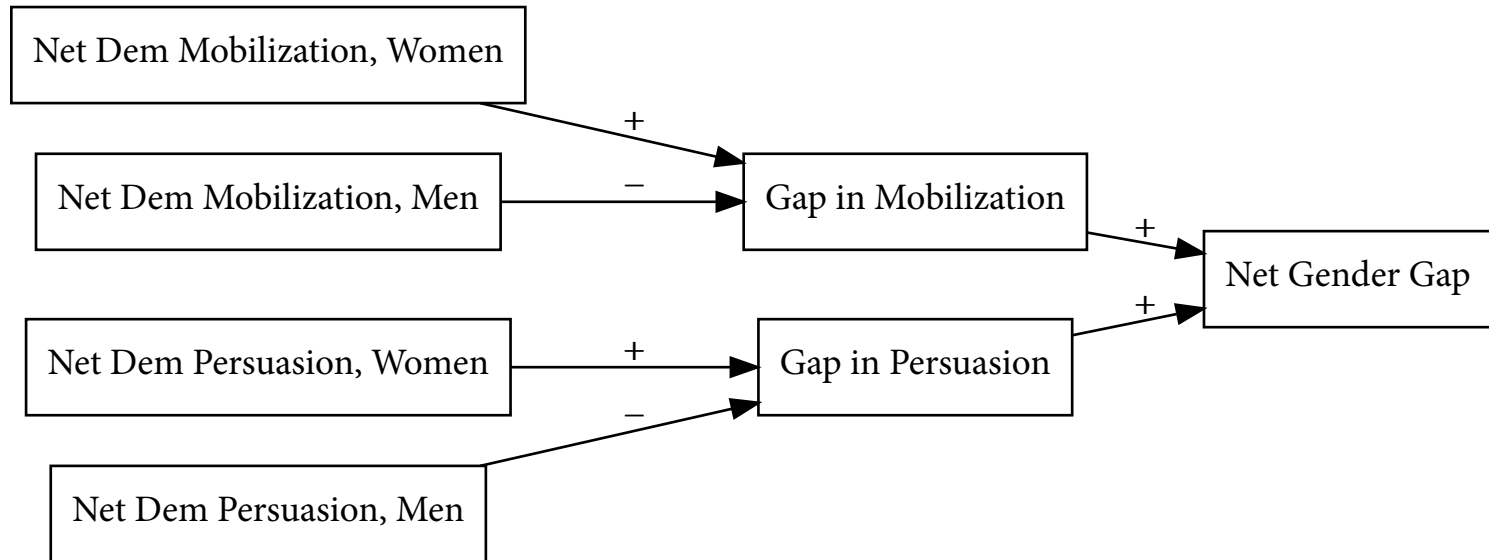 Net Dem Mobilization, Women
+
Net Dem Mobilization, Men
−
Gap in Mobilization
+
Net Gender Gap
+
Net Dem Persuasion, Women
+
Gap in Persuasion
−
Net Dem Persuasion, Men